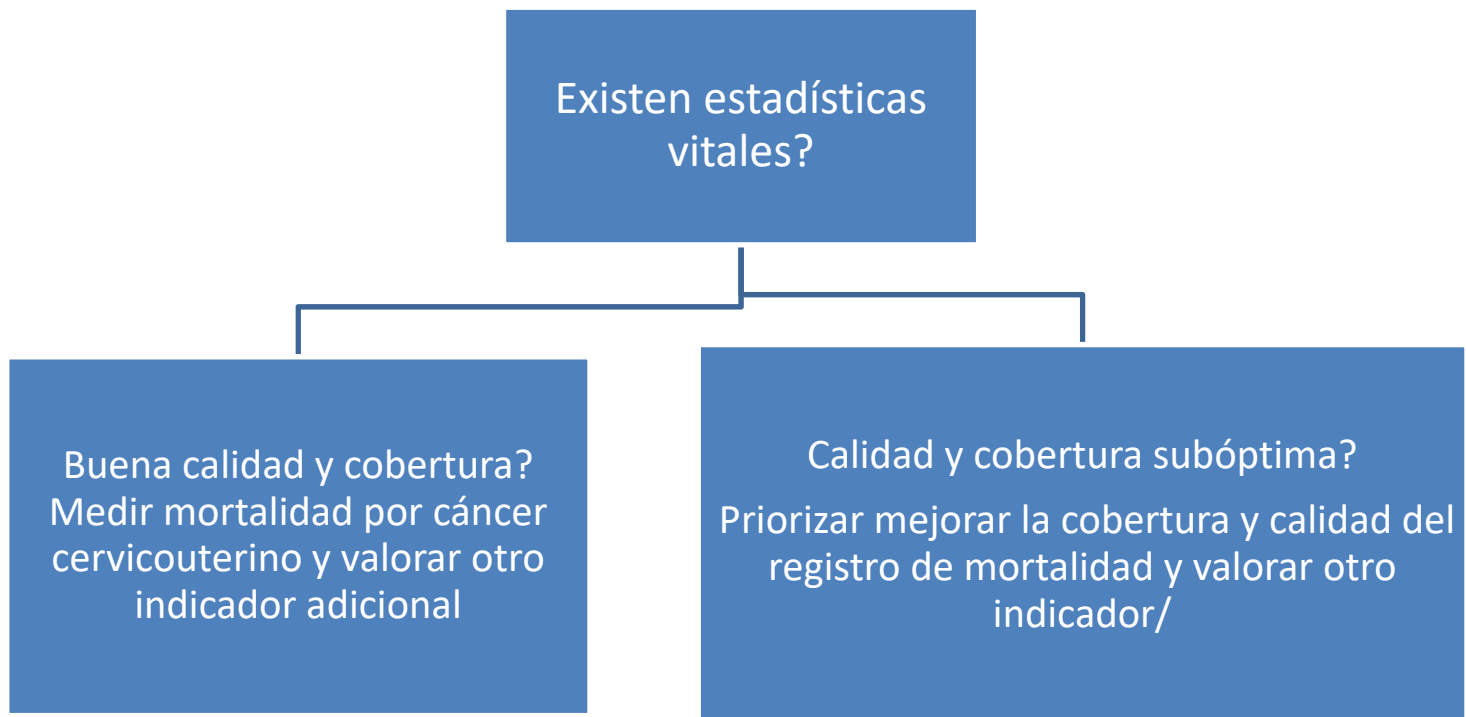 Existen estadísticas
vitales?
Buena calidad y cobertura?
Medir mortalidad por cáncer
cervicouterino y valorar otro
indicador adicional
Calidad y cobertura subóptima?
Priorizar mejorar la cobertura y calidad del
registro de mortalidad y valorar otro
indicador/